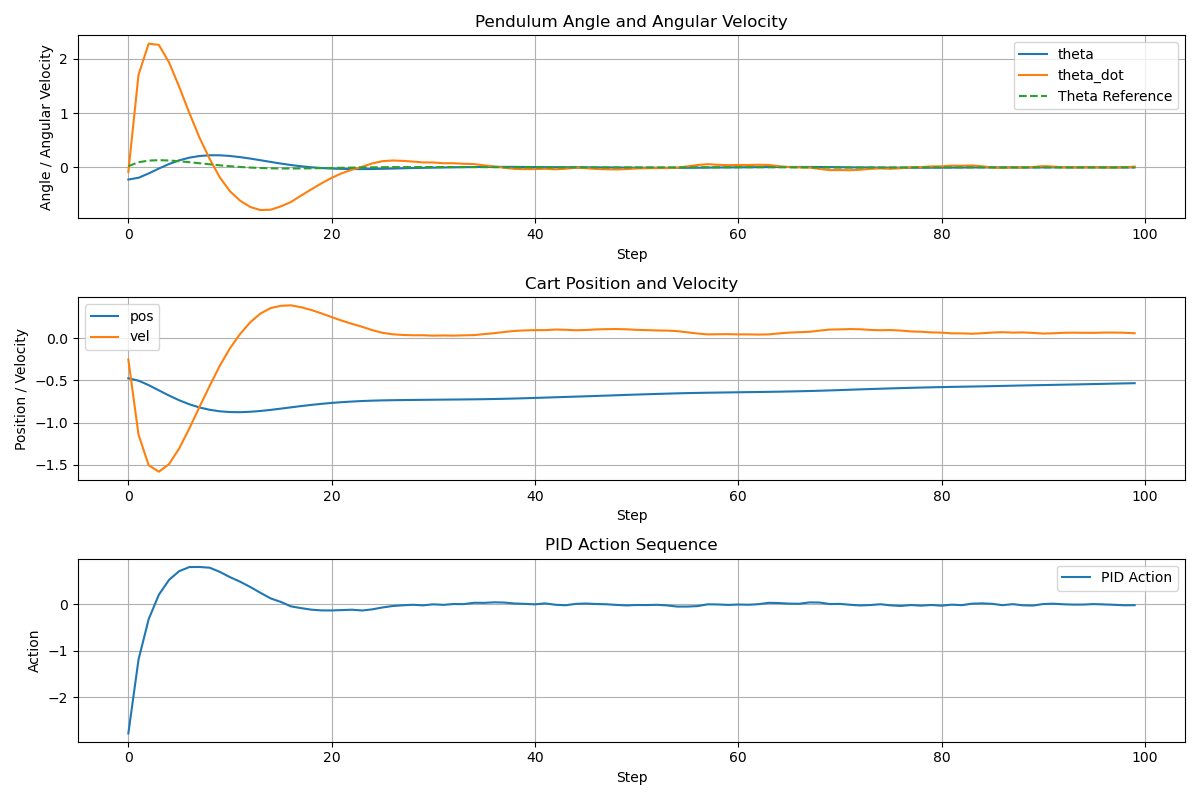 Pendulum Angle and Angular Velocity
Angle / Angular Velocity
2
1
0
theta
theta_dot
Theta Reference
0 20 40 60 80 100
Step
Cart Position and Velocity
Position / Velocity
0.0
−0.5
−1.0
−1.5
pos
vel
0 20 40 60 80 100
Step
PID Action Sequence
Action
0
−1
−2
PID Action
0 20 40 60 80 100
Step